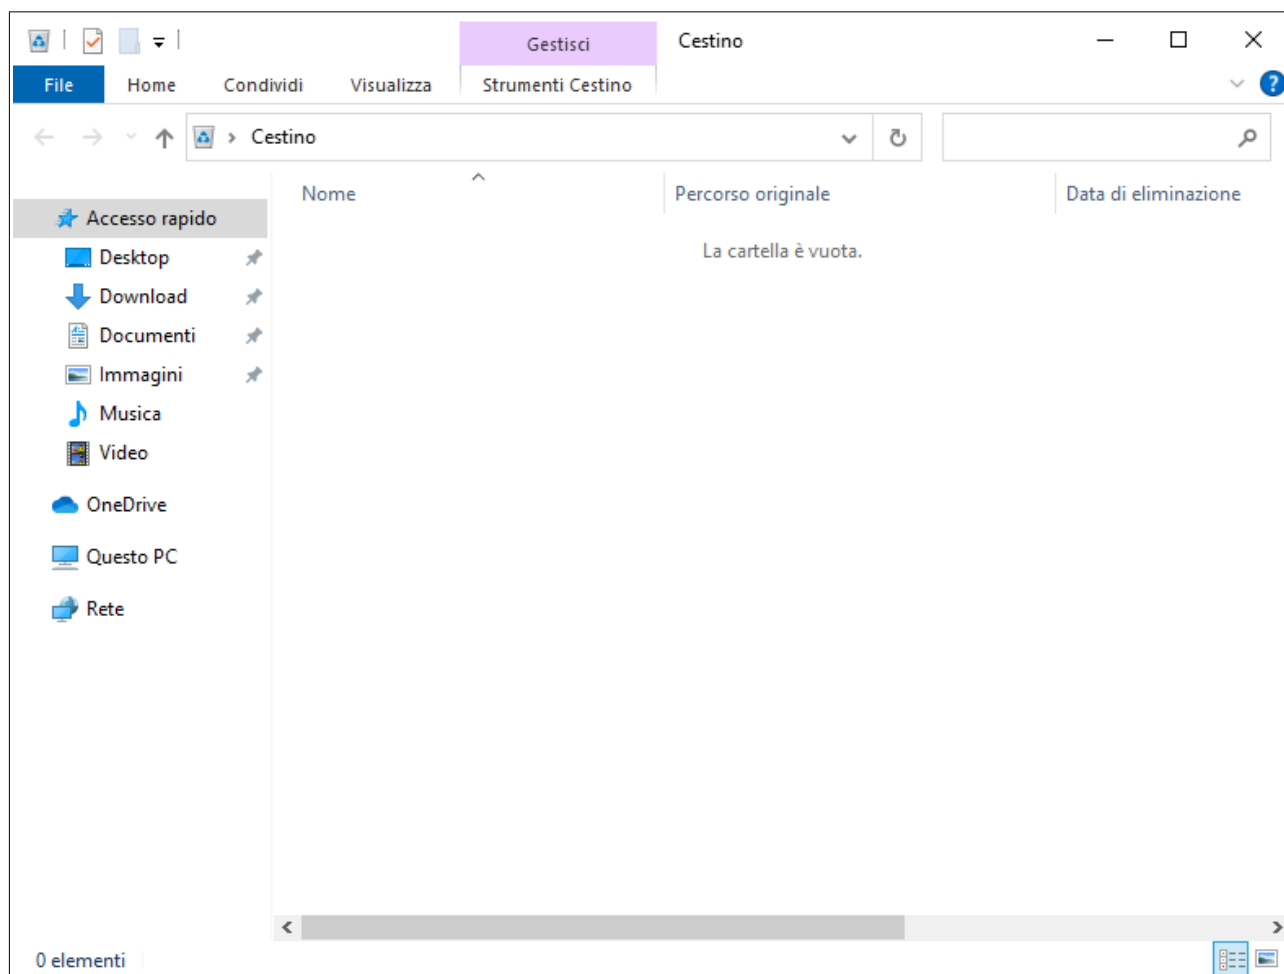 Gestisci Cestino
File Home Condividi Visualizza Strumenti Cestino
Cestino
Nome Percorso originale Data di eliminazione
La cartella è vuota.
Accesso rapido
Desktop
Download
Documenti
Immagini
Musica
Video
OneDrive
Questo PC
Rete
0 elementi